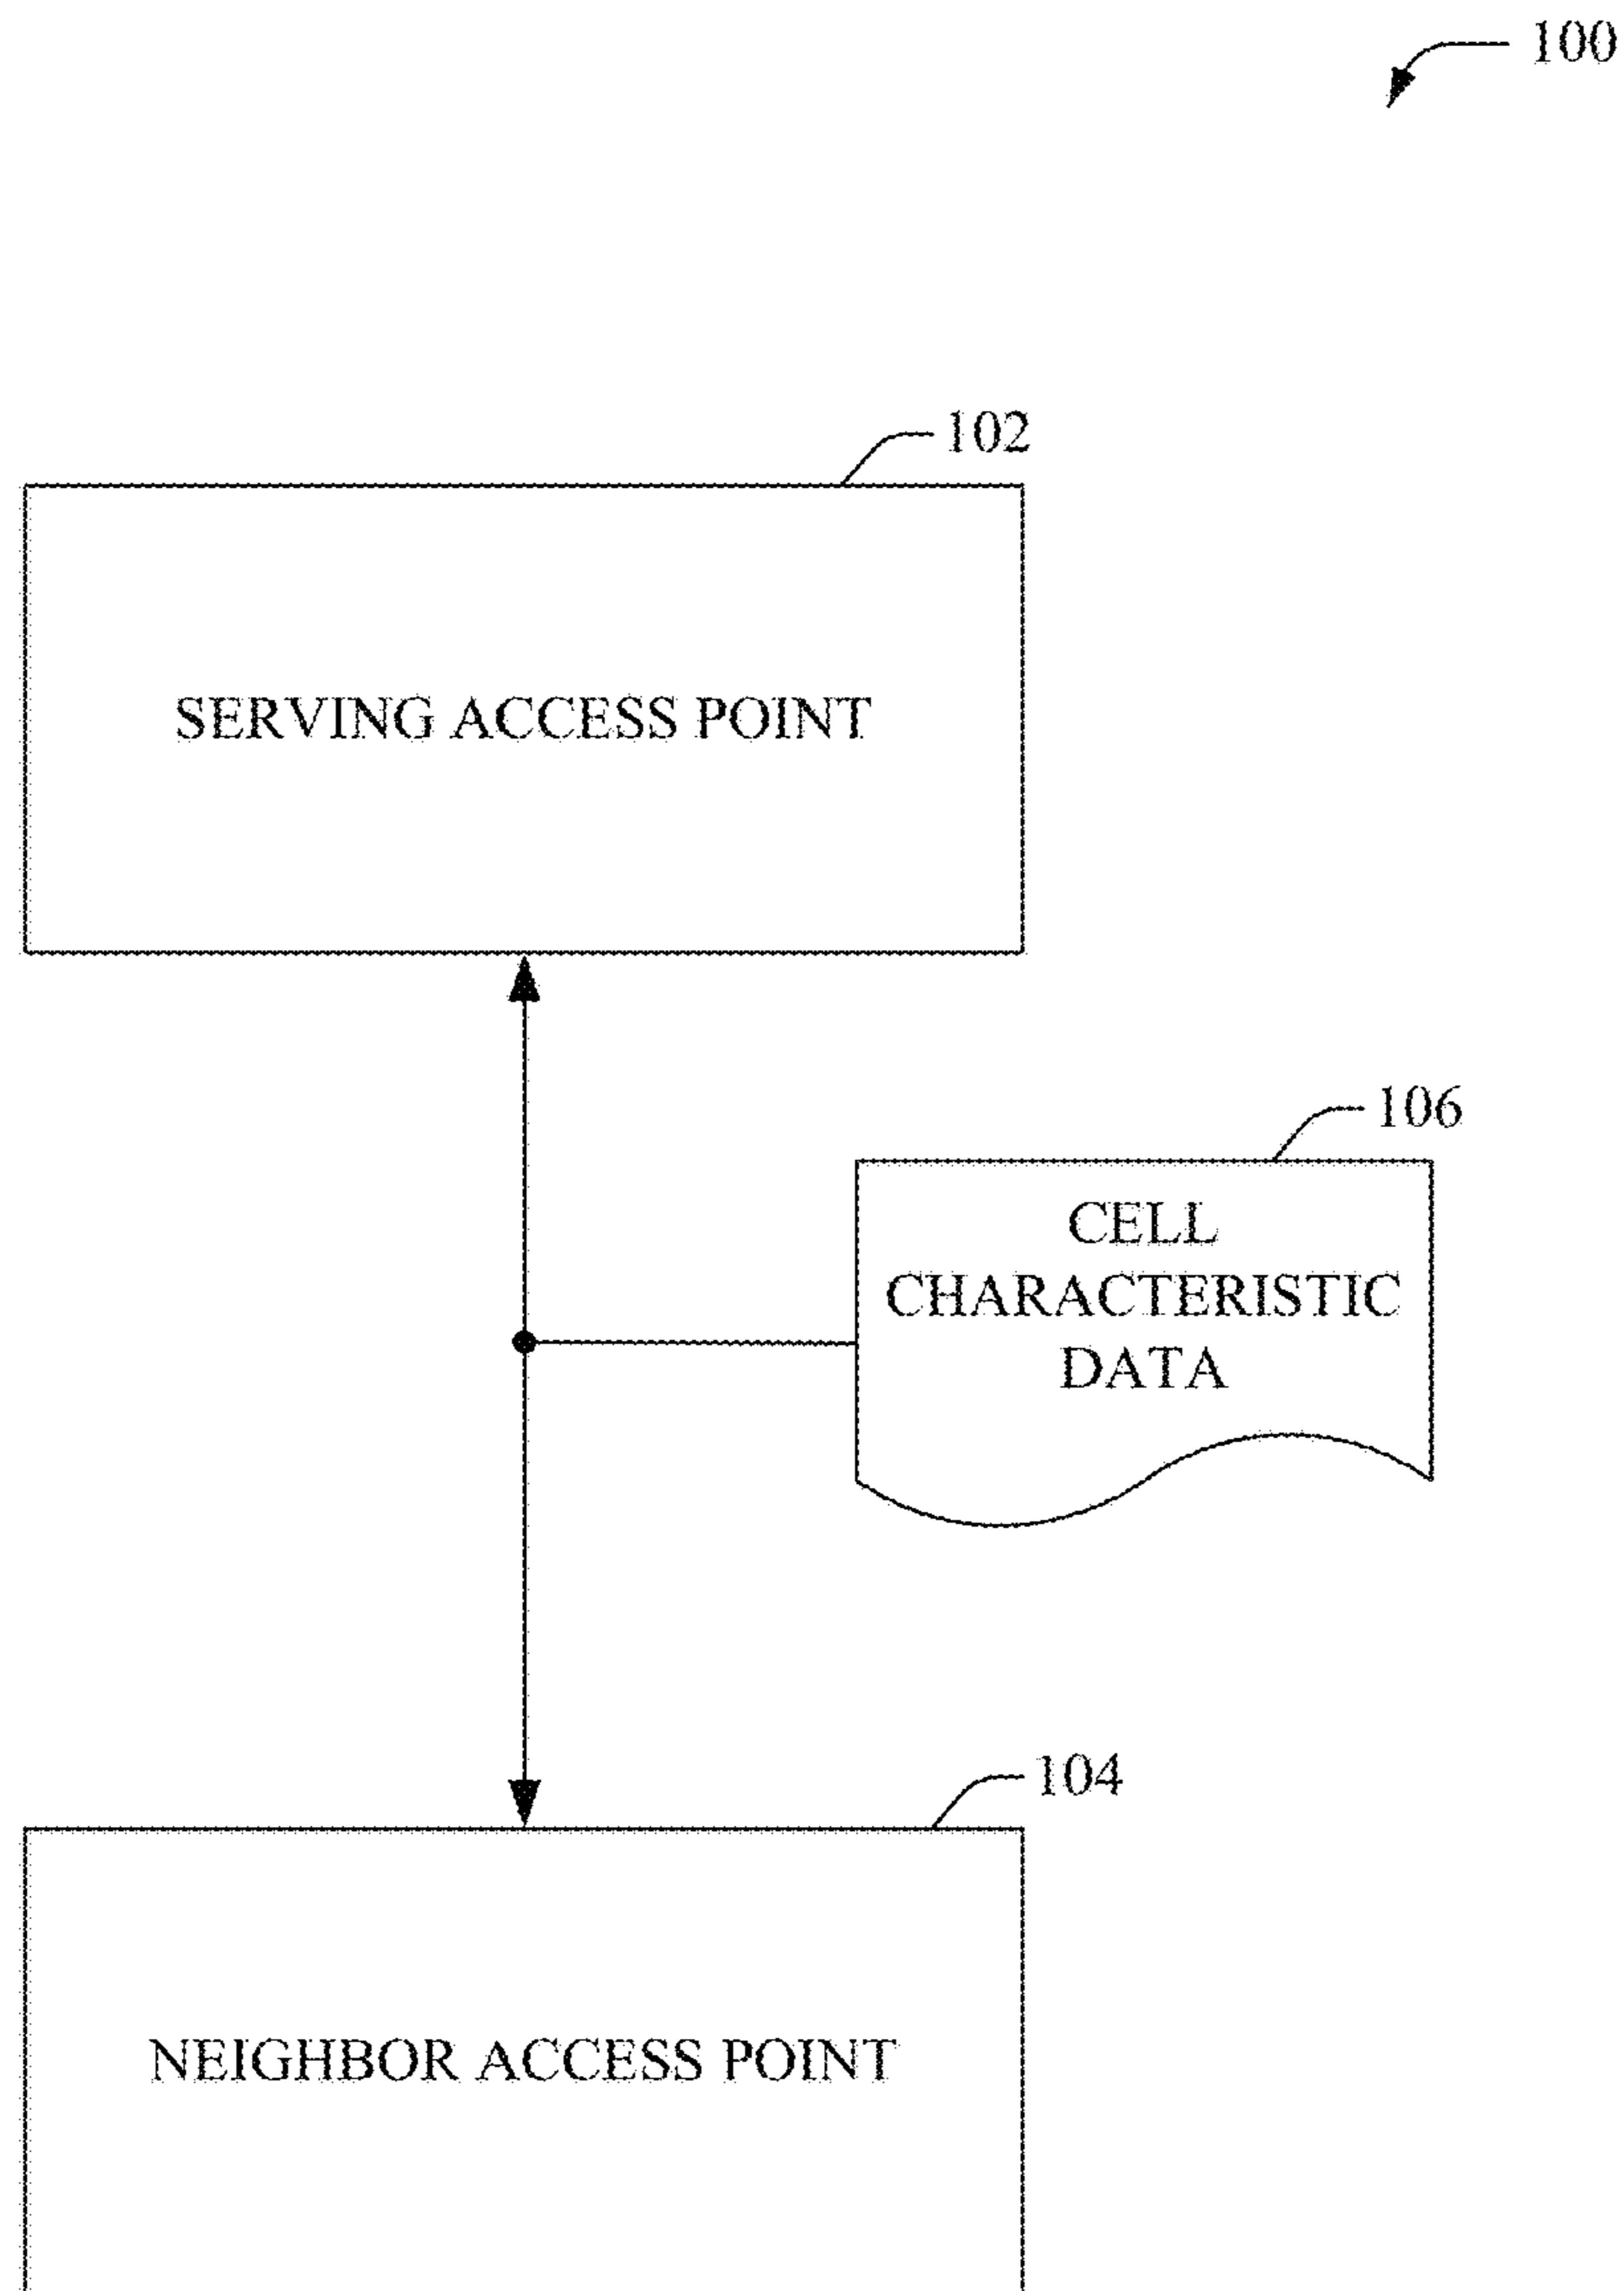 100
102
SERVING ACCESS POINT
106
CELL
CHARACTERISTIC
DATA
104
NEIGHBOR ACCESS POINT